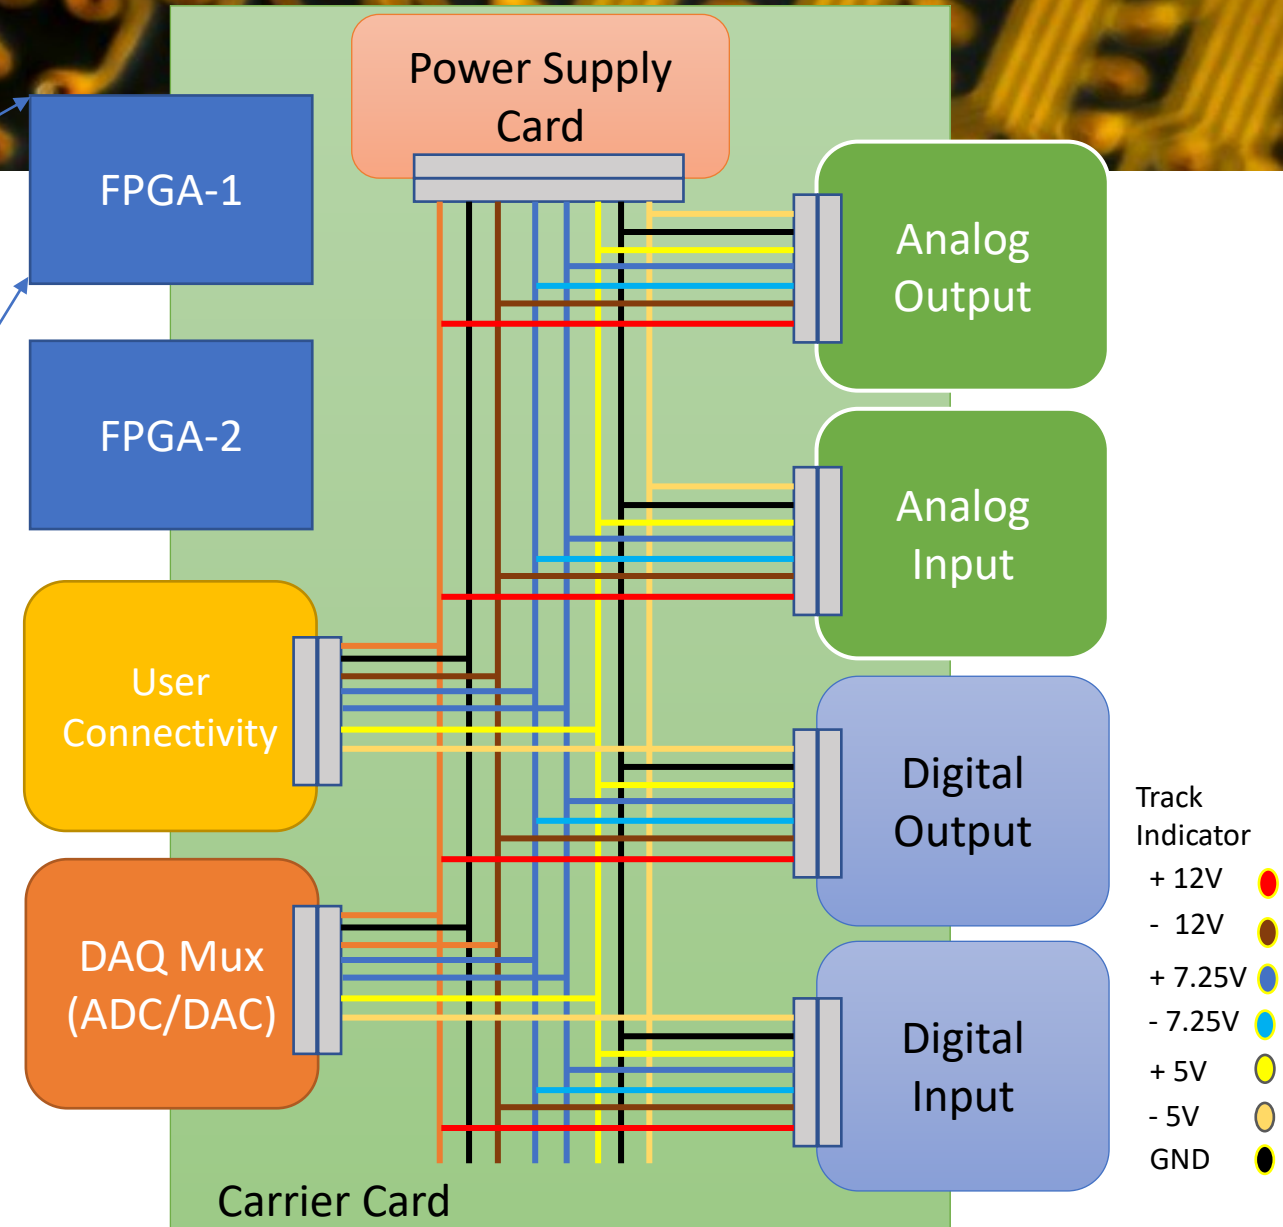 Power Supply
Card
FPGA-1
Analog
Output
FPGA-2
Analog
Input
User
Connectivity
Digital
Output
DAQ Mux
(ADC/DAC)
Digital
Input
Carrier Card
Track
Indicator
+ 12V
- 12V
+ 7.25V
- 7.25V
+ 5V
- 5V
GND